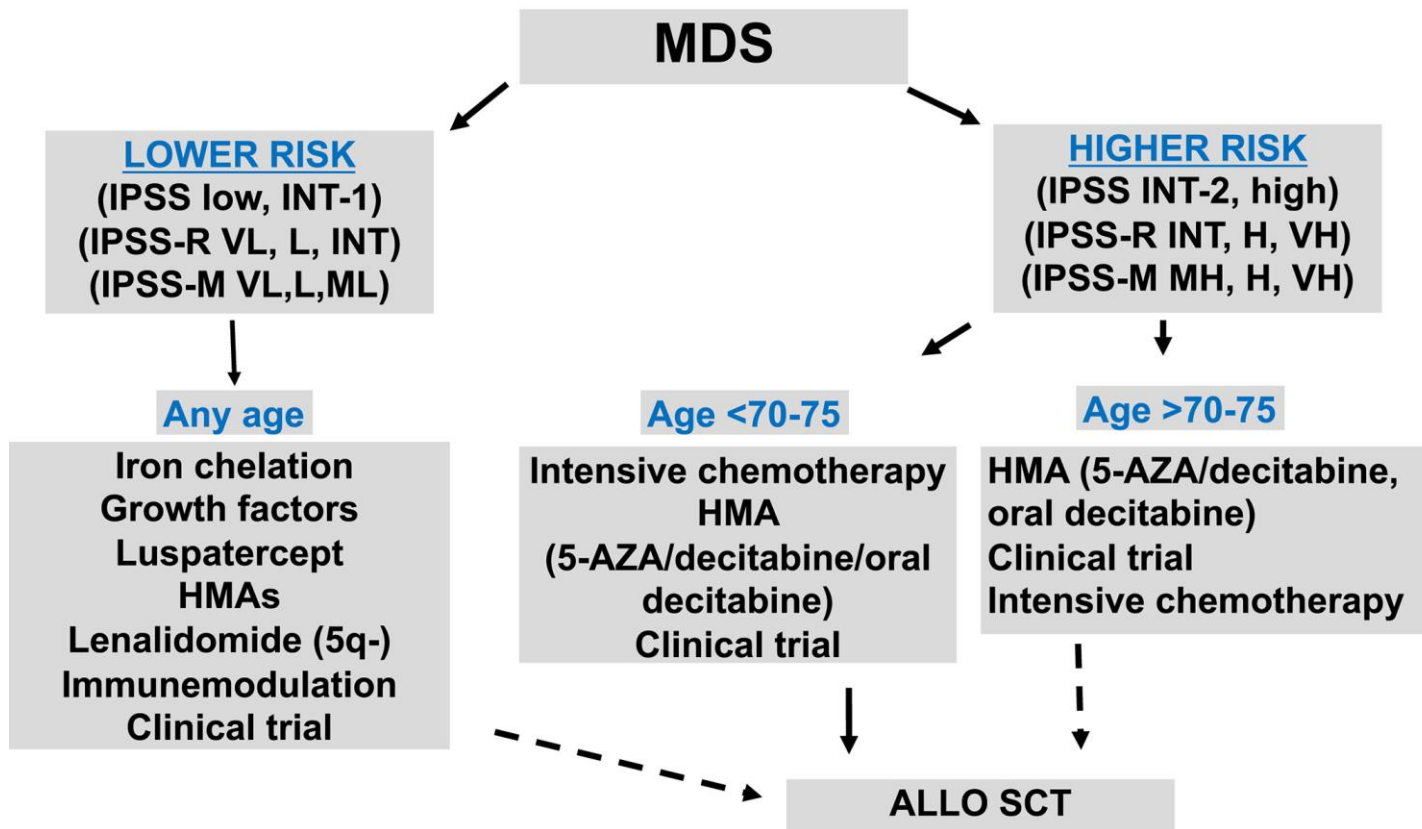 MDS
LOWER RISK
(IPSS low, INT-1)
(IPSS-R VL, L, INT)
(IPSS-M VL,L,ML)
HIGHER RISK
(IPSS INT-2, high)
(IPSS-R INT, H, VH)
(IPSS-M MH, H, VH)
Any age
Iron chelation
Growth factors
Luspatercept
HMAs
Lenalidomide (5q-)
Immunemodulation
Clinical trial
Age <70-75
Intensive chemotherapy
HMA
(5-AZA/decitabine/oral
decitabine)
Clinical trial
Age >70-75
HMA (5-AZA/decitabine,
oral decitabine)
Clinical trial
Intensive chemotherapy
ALLO SCT